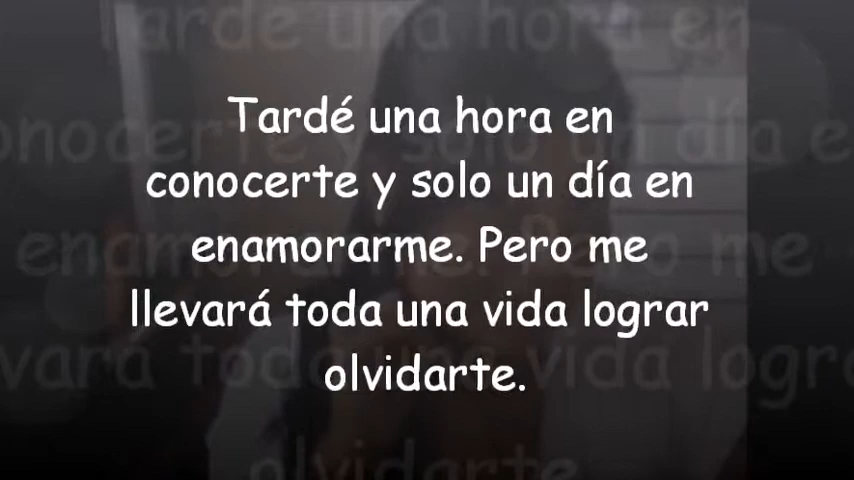 Tardé una hora en
conocerte y solo un día en
enamorarme. Pero me
llevará toda una vida lograr
olvidarte.